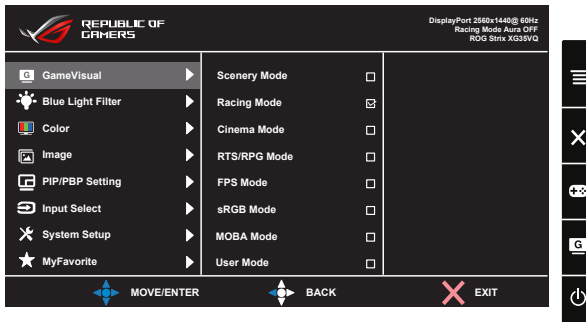 REPUBLIC OF
GAMERS
DisplayPort 2560x1440@ 60Hz
Racing Mode Aura OFF
ROG Strix XG35VQ
G GameVisual
Blue Light Filter
Color
Image
PIP/PBP Setting
Input Select
System Setup
MyFavorite
Scenery Mode
Racing Mode
Cinema Mode
RTS/RPG Mode
FPS Mode
sRGB Mode
MOBA Mode
User Mode
MOVE/ENTER
BACK
EXIT
G